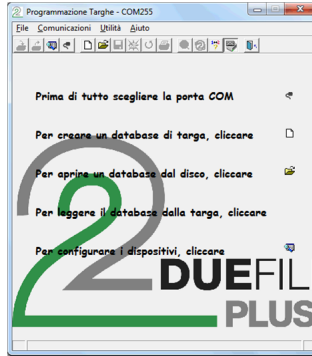 Programmazione Targhe - COM255
File Comunicazioni Utilità Aiuto
Prima di tutto scegliere la porta COM
Per creare un database di targa, cliccare
Per aprire un database dal disco, cliccare
Per leggere il database dalla targa, cliccare
Per configurare i dispositivi, cliccare
2
DUEFIL
PLUS